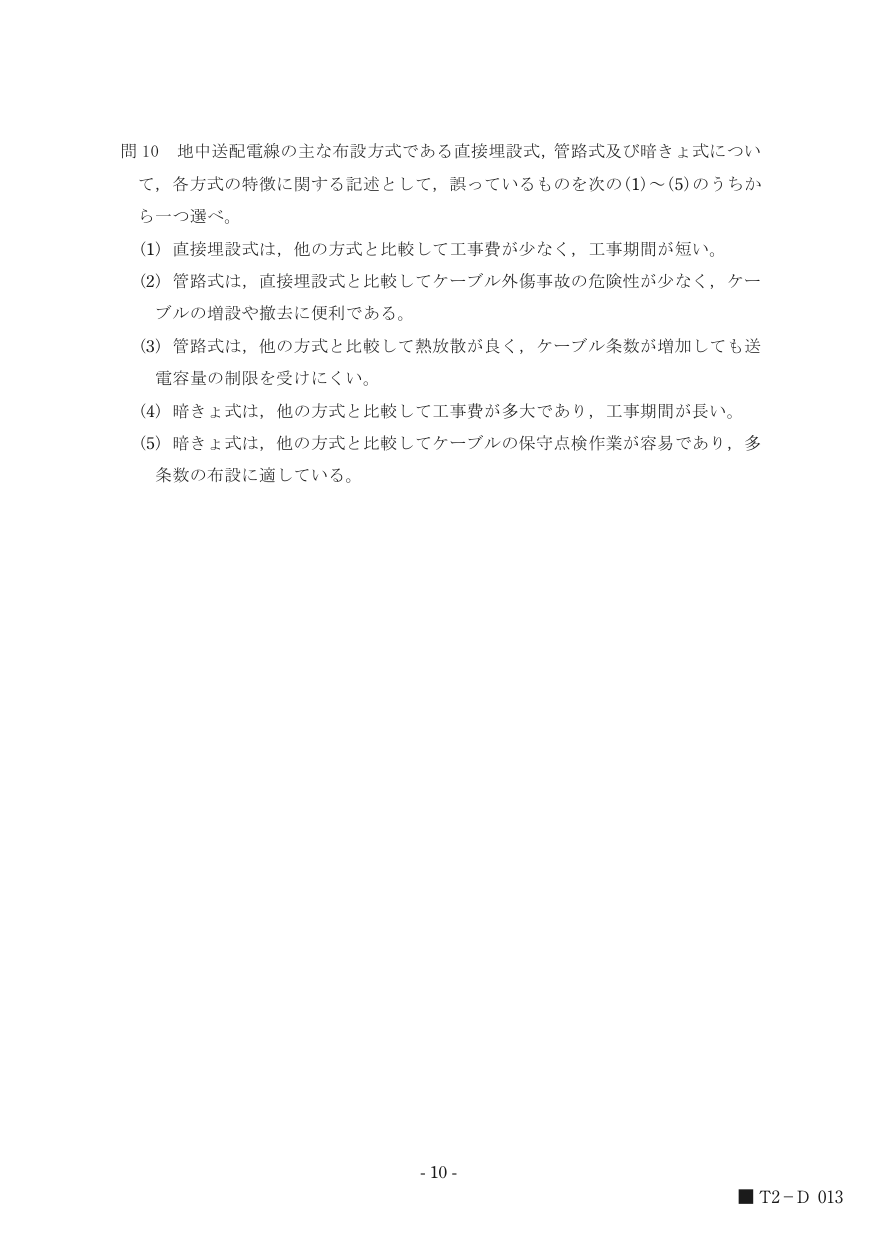 問 10　地中送配電線の主な布設方式である直接埋設式，管路式及び暗きょ式につい
て，各方式の特徴に関する記述として，誤っているものを次の(1)～(5)のうちか
ら一つ選べ。
(1) 直接埋設式は，他の方式と比較して工事費が少なく，工事期間が短い。
(2) 管路式は，直接埋設式と比較してケーブル外傷事故の危険性が少なく，ケー
ブルの増設や撤去に便利である。
(3) 管路式は，他の方式と比較して熱放散が良く，ケーブル条数が増加しても送
電容量の制限を受けにくい。
(4) 暗きょ式は，他の方式と比較して工事費が多大であり，工事期間が長い。
(5) 暗きょ式は，他の方式と比較してケーブルの保守点検作業が容易であり，多
条数の布設に適している。
- 10 -
■ T2－D 013